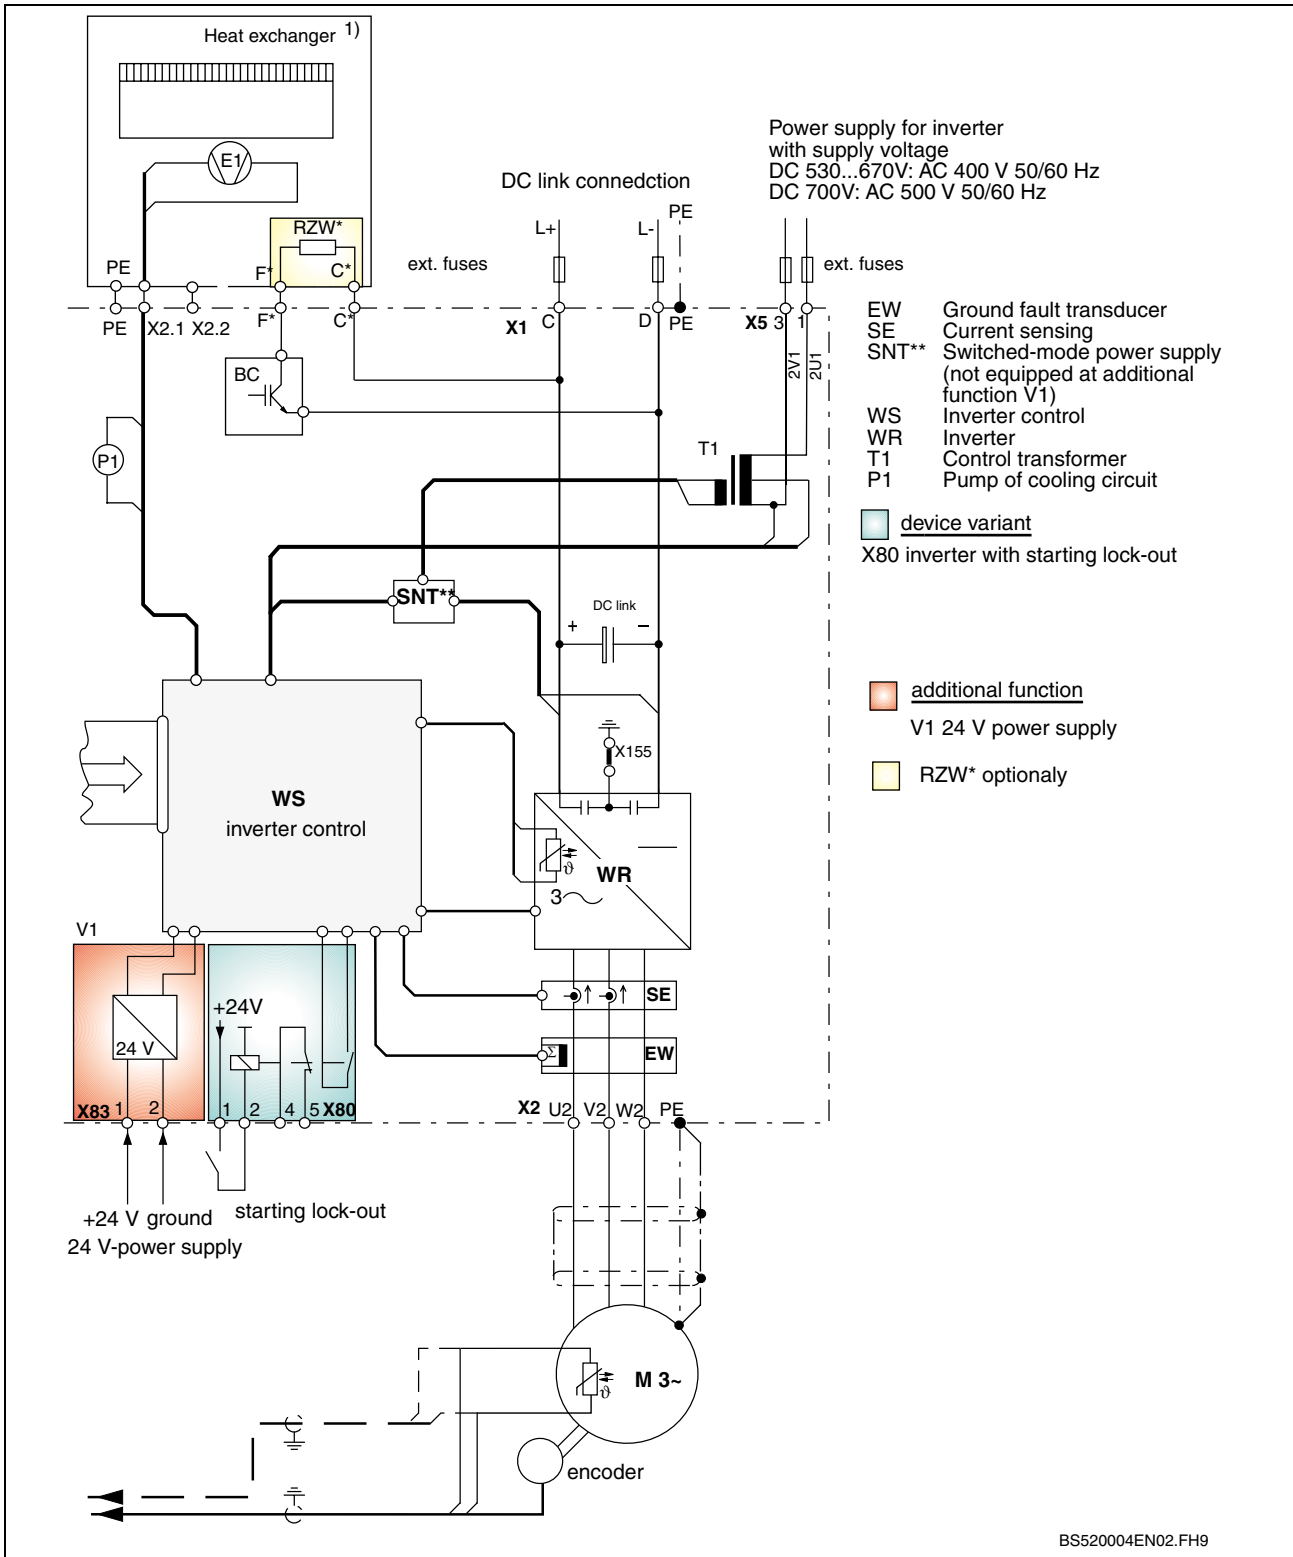 Heat exchanger 1)
E1
RZW*
F*
C*
PE
PE
X2.1
X2.2
F*
C*
DC link connedction
L+
L-
PE
ext. fuses
X1
C
D
PE
Power supply for inverter
with supply voltage
DC 530...670V: AC 400 V 50/60 Hz
DC 700V: AC 500 V 50/60 Hz
ext. fuses
X5 3 1
2V1
2U1
EW Ground fault transducer
SE Current sensing
SNT** Switched-mode power supply
(not equipped at additional
function V1)
WS Inverter control
WR Inverter
T1 Control transformer
P1 Pump of cooling circuit
device variant
X80 inverter with starting lock-out
additional function
V1 24 V power supply
RZW* optionaly
BC
P1
T1
SNT**
DC link
+ −
X155
WS
inverter control
ϑ
WR
3
V1
24 V
X83 1 2
+24V
1 2 4 5 X80
SE
Σ
EW
X2 U2 V2 W2 PE
+24 V ground
24 V-power supply
starting lock-out
M 3~
ϑ
encoder
BS520004EN02.FH9